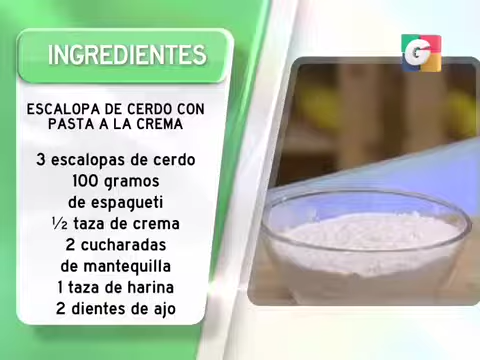 INGREDIENTES
G
ESCALOPA DE CERDO CON
PASTA A LA CREMA
3 escalopas de cerdo
100 gramos
de espagueti
½ taza de crema
2 cucharadas
de mantequilla
1 taza de harina
2 dientes de ajo